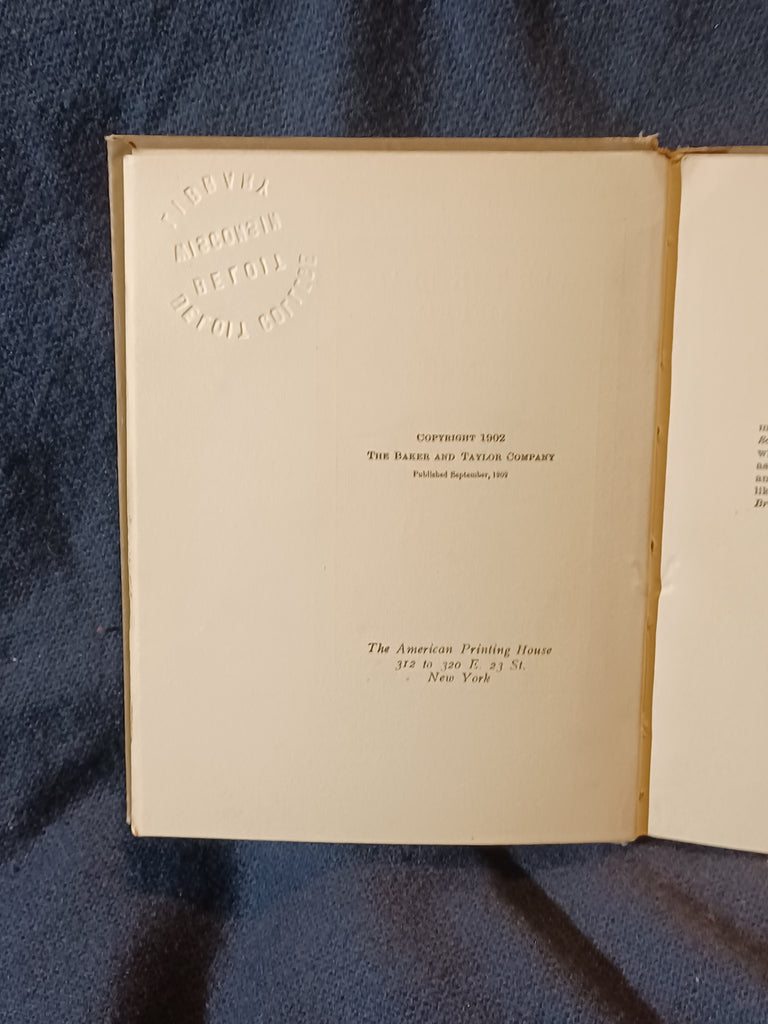 LIBRARY
WISCONSIN
BELOIT
BELOIT COLLEGE
COPYRIGHT 1902
THE BAKER AND TAYLOR COMPANY
Published September, 1902
The American Printing House
312 to 320 E. 23 St.
New York